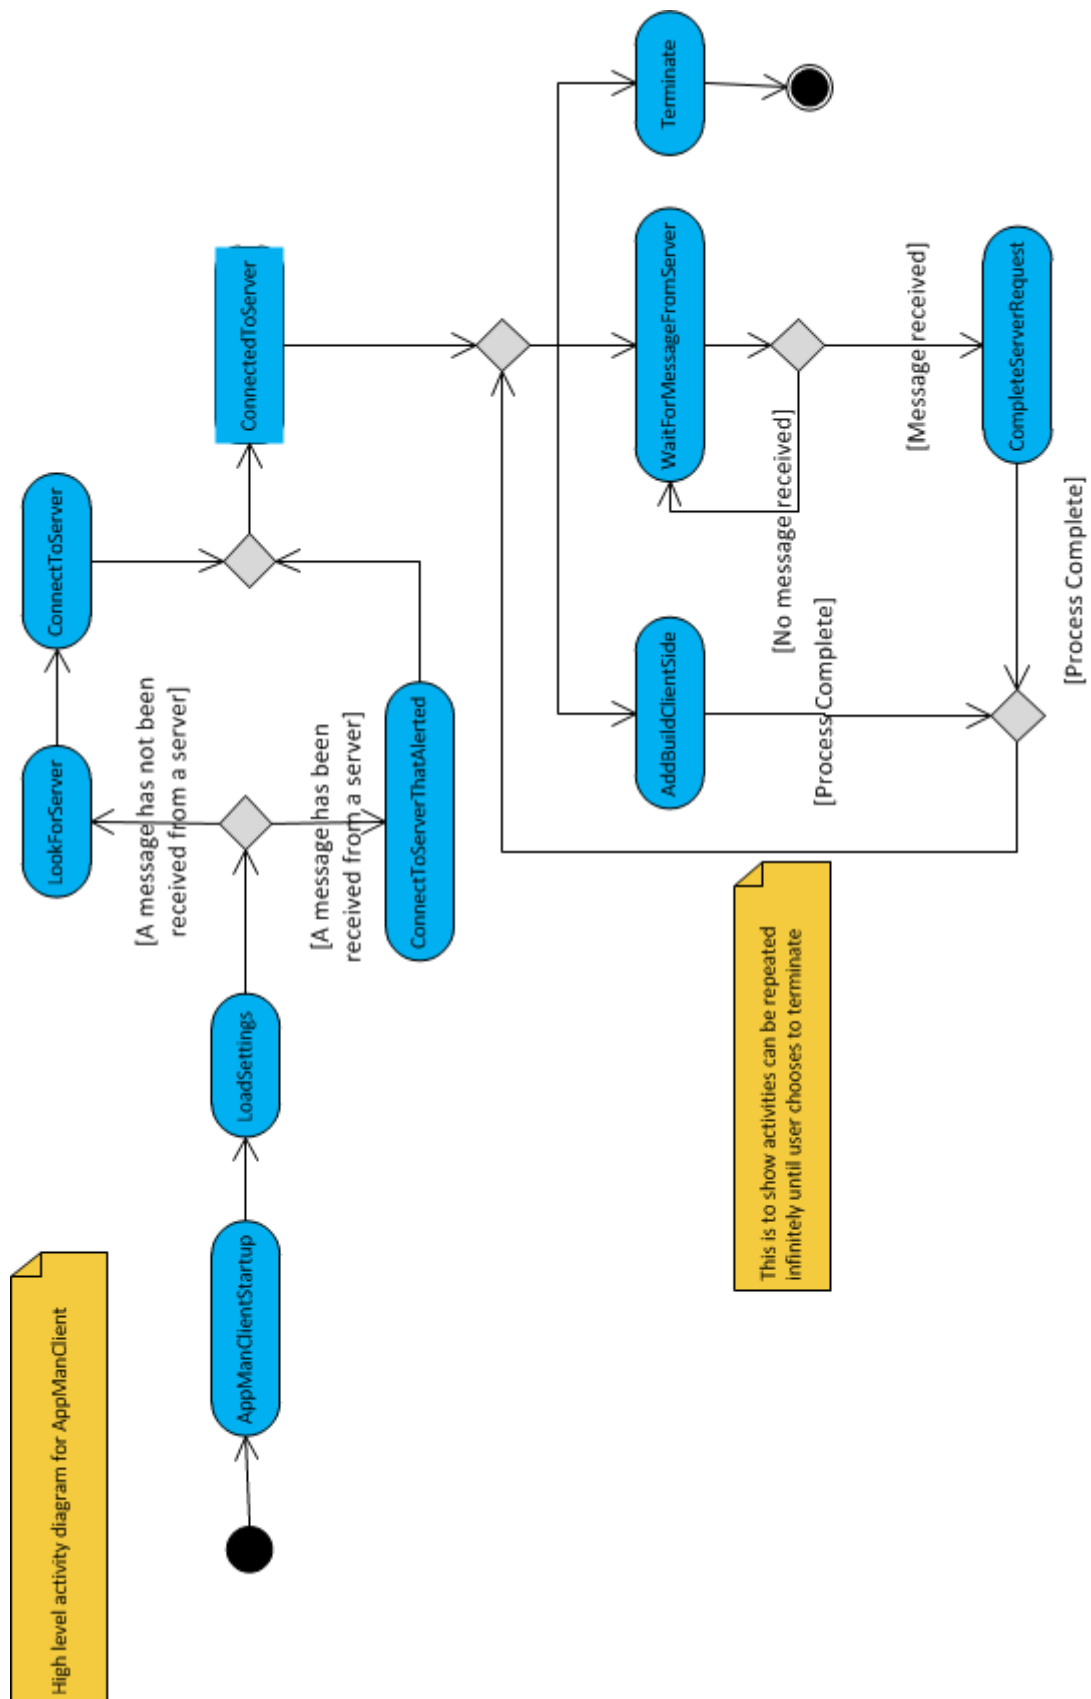 High level activity diagram for AppManClient
AppManClientStartup
LoadSettings
[A message has not been
received from a server]
[A message has been
received from a server]
LookForServer
ConnectToServer
ConnectToServerThatAlerted
ConnectedToServer
This is to show activities can be repeated
infinitely until user chooses to terminate
AddBuildClientSide
[Process Complete]
WaitForMessageFromServer
[No message received]
[Message received]
CompleteServerRequest
[Process Complete]
Terminate